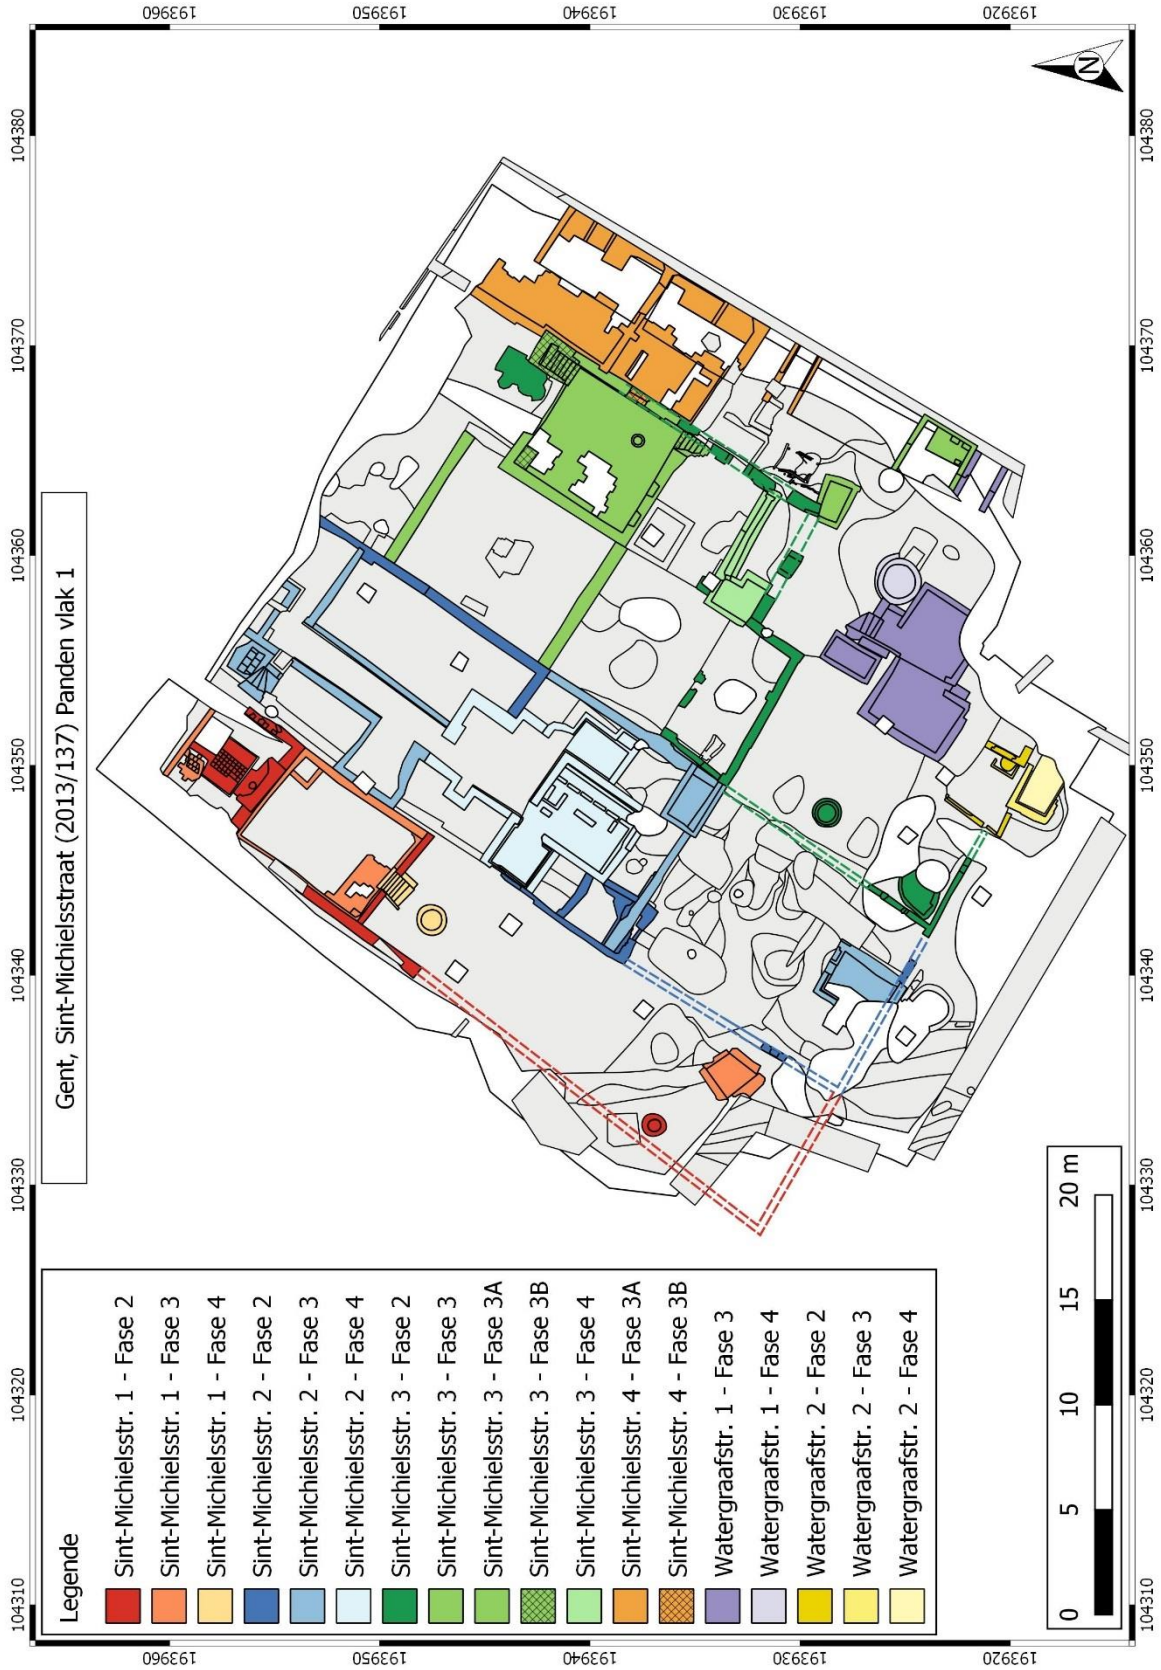 Gent, Sint-Michielsstraat (2013/137) Panden vlak 1
104310
104320
104330
104340
104350
104360
104370
104380
193960
193950
193940
193930
193920
193960
193950
193940
193930
193920
Legende
Sint-Michielsstr. 1 - Fase 2
Sint-Michielsstr. 1 - Fase 3
Sint-Michielsstr. 1 - Fase 4
Sint-Michielsstr. 2 - Fase 2
Sint-Michielsstr. 2 - Fase 3
Sint-Michielsstr. 2 - Fase 4
Sint-Michielsstr. 3 - Fase 2
Sint-Michielsstr. 3 - Fase 3
Sint-Michielsstr. 3 - Fase 3A
Sint-Michielsstr. 3 - Fase 3B
Sint-Michielsstr. 3 - Fase 4
Sint-Michielsstr. 4 - Fase 3A
Sint-Michielsstr. 4 - Fase 3B
Watergraafstr. 1 - Fase 3
Watergraafstr. 1 - Fase 4
Watergraafstr. 2 - Fase 2
Watergraafstr. 2 - Fase 3
Watergraafstr. 2 - Fase 4
0 5 10 15 20 m
N
104310
104320
104330
104340
104350
104360
104370
104380